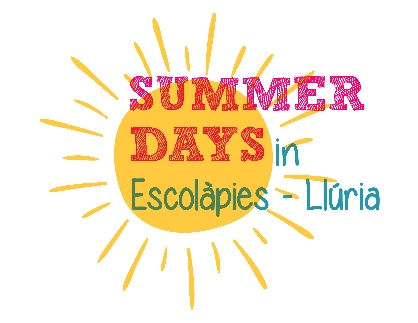 SUMMER
DAYS in
Escolàpies - Llúria